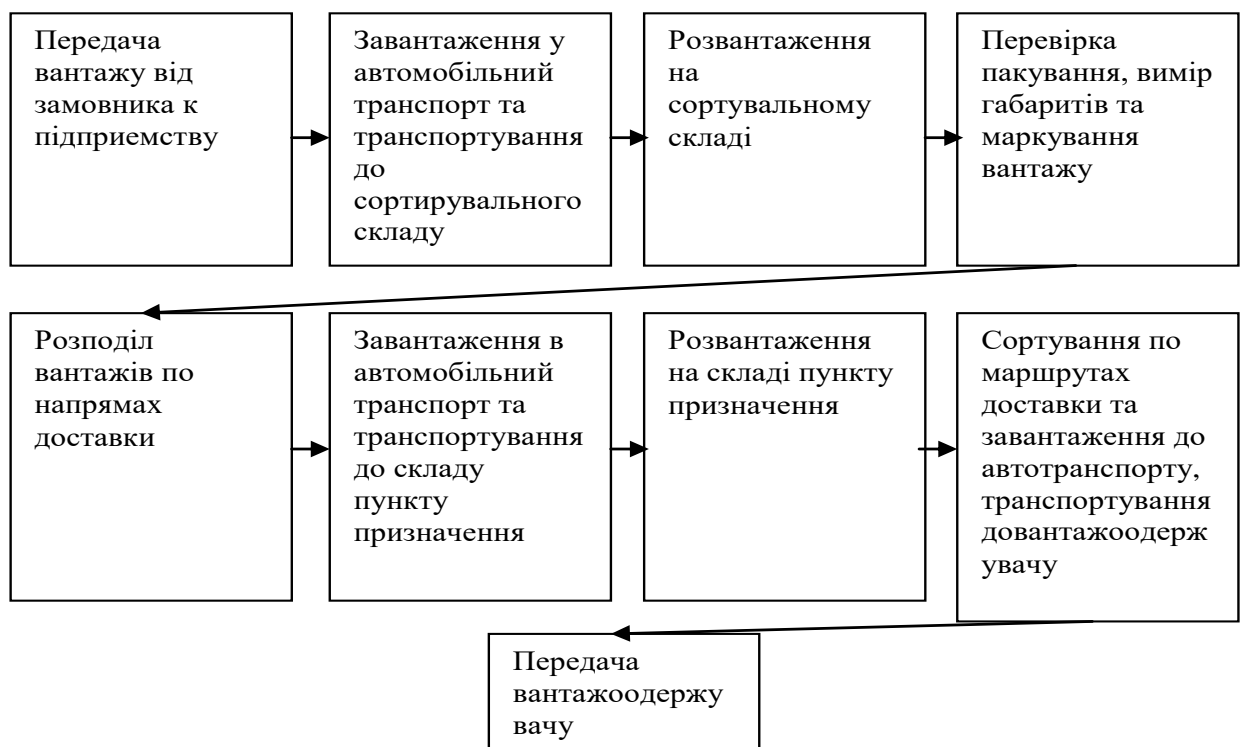 Передача
вантажу від
замовника к
підприемству
Завантаження у
автомобільний
транспорт та
транспортування
до
сортирувального
складу
Розвантаження
на
сортувальному
складі
Перевірка
пакування, вимір
габаритів та
маркування
вантажу
Розподіл
вантажів по
напрямах
доставки
Завантаження в
автомобільний
транспорт та
транспортування
до складу
пункту
призначення
Розвантаження
на складі пункту
призначення
Сортування по
маршрутах
доставки та
завантаження до
автотранспорту,
транспортування
довантажоодерж
увачу
Передача
вантажоодержу
вачу